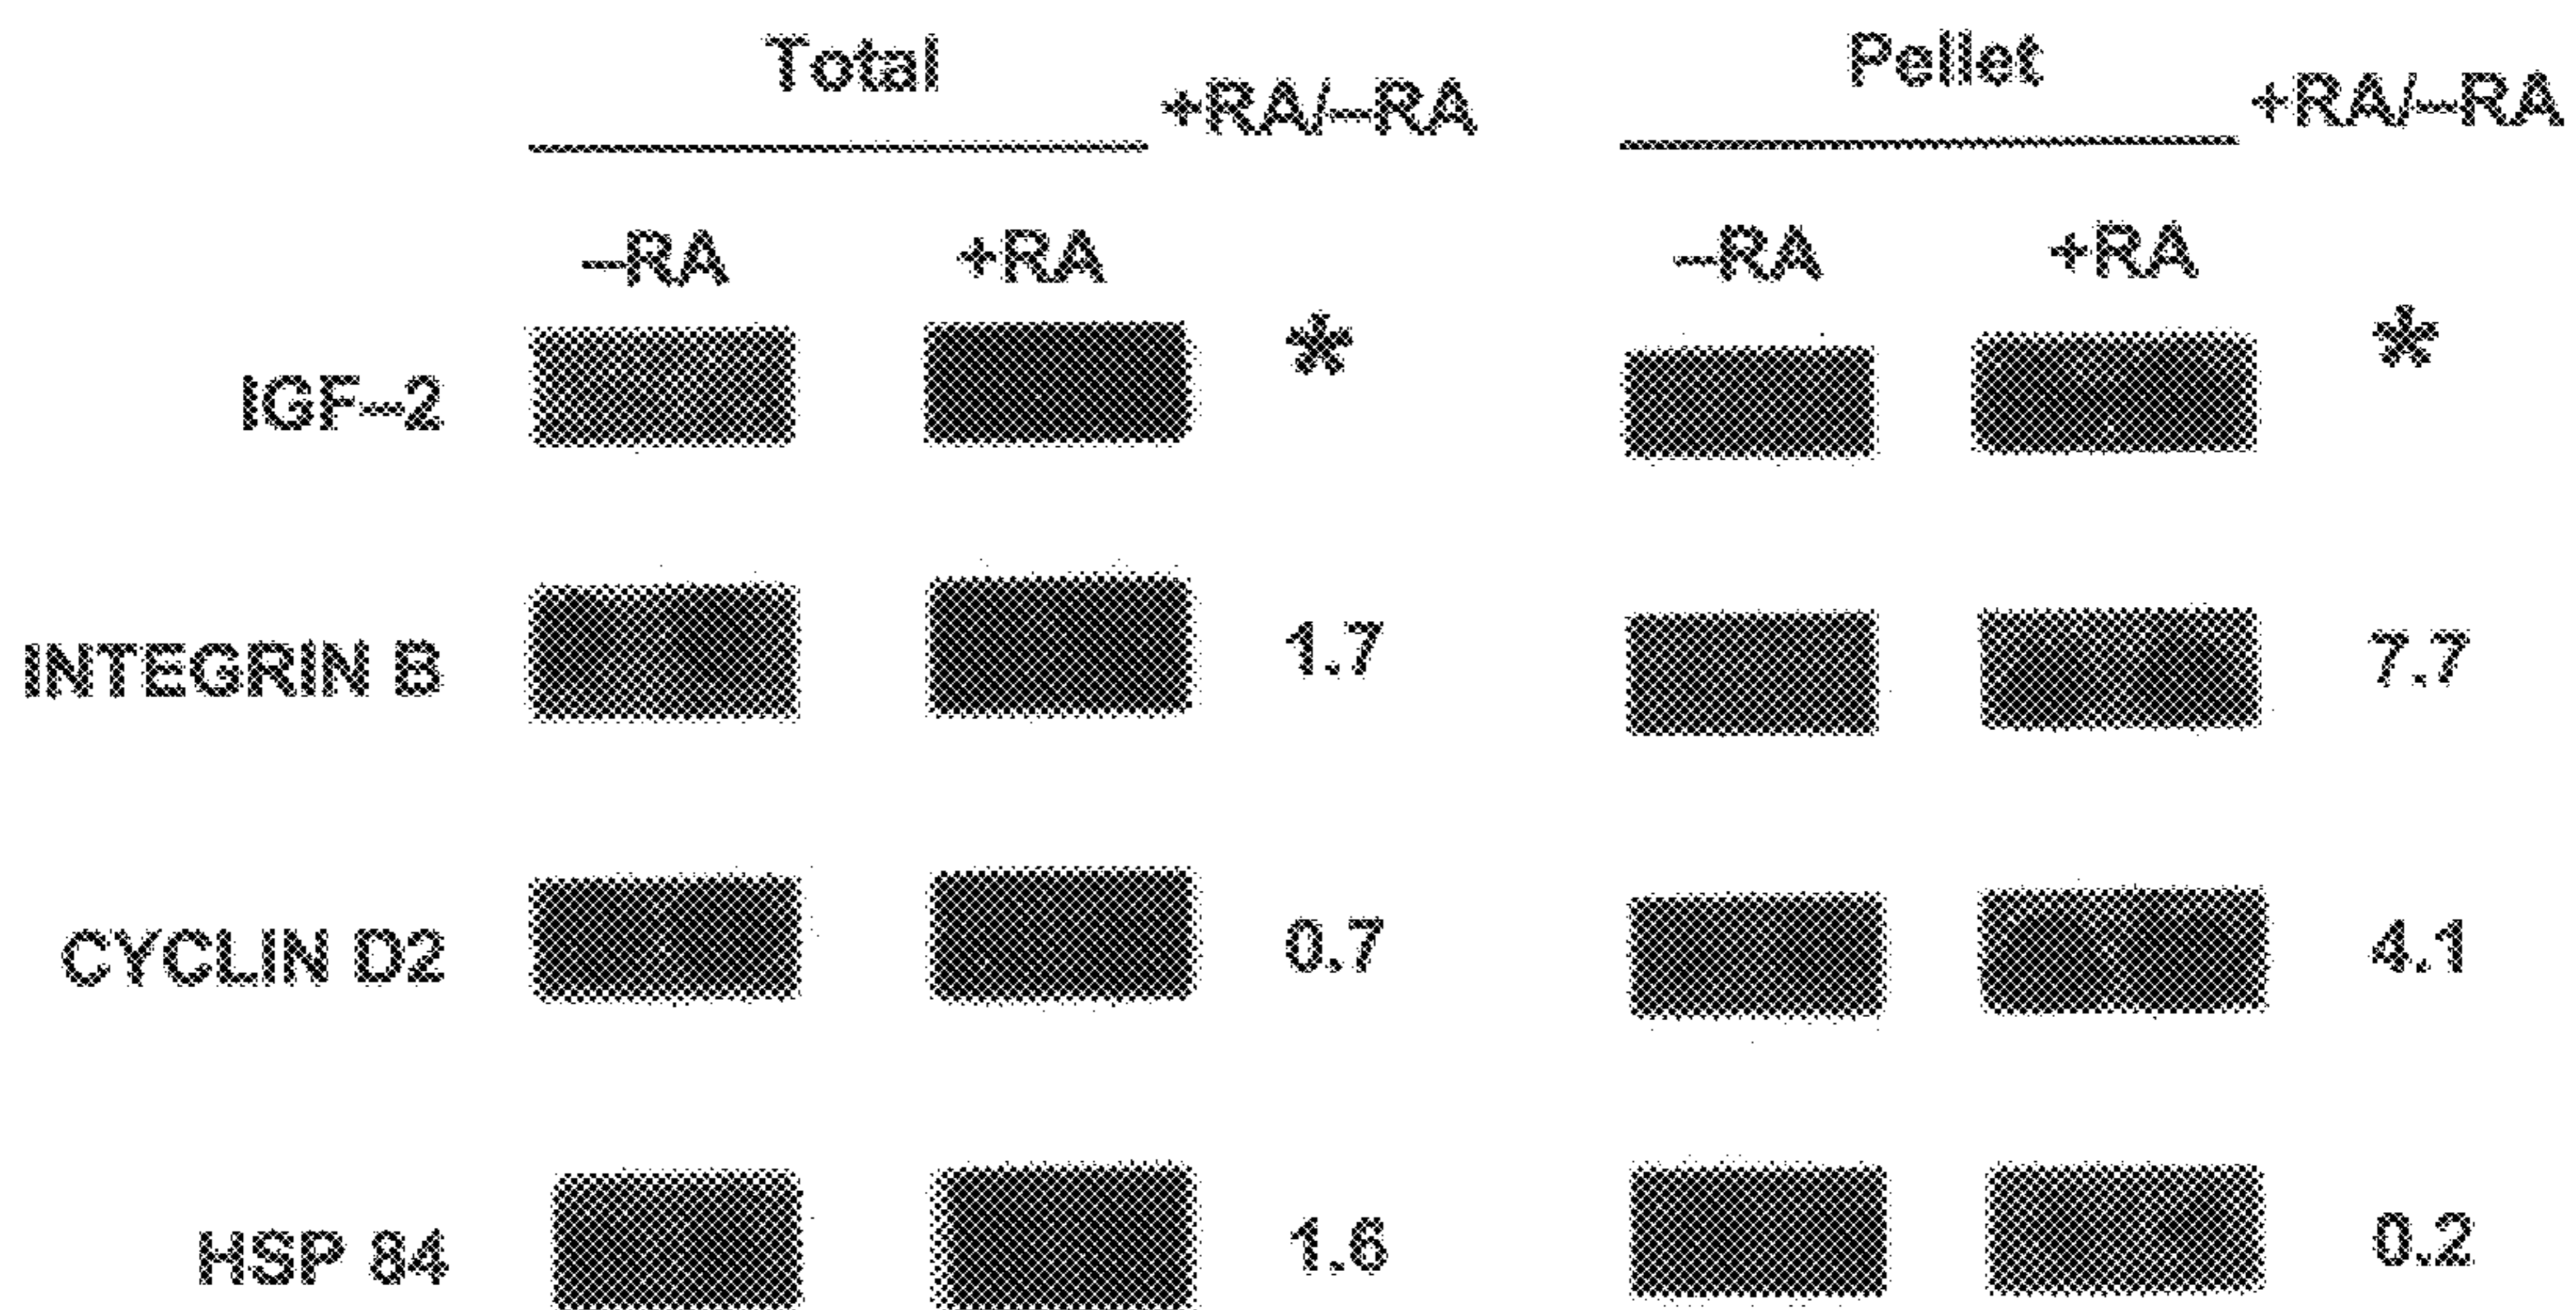 Total +RA/–RA Pellet +RA/–RA
–RA +RA –RA +RA
IGF–2 * *
INTEGRIN B 1.7 7.7
CYCLIN D2 0.7 4.1
HSP 84 1.6 0.2